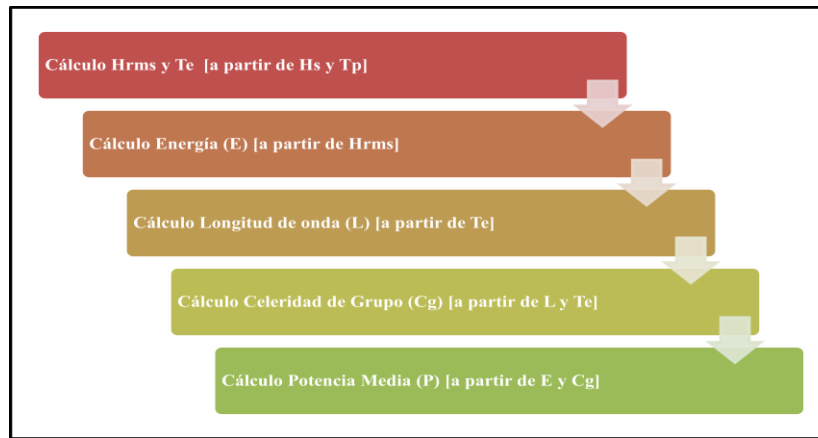 Cálculo Hrms y Te [a partir de Hs y Tp]
Cálculo Energía (E) [a partir de Hrms]
Cálculo Longitud de onda (L) [a partir de Te]
Cálculo Celeridad de Grupo (Cg) [a partir de L y Te]
Cálculo Potencia Media (P) [a partir de E y Cg]